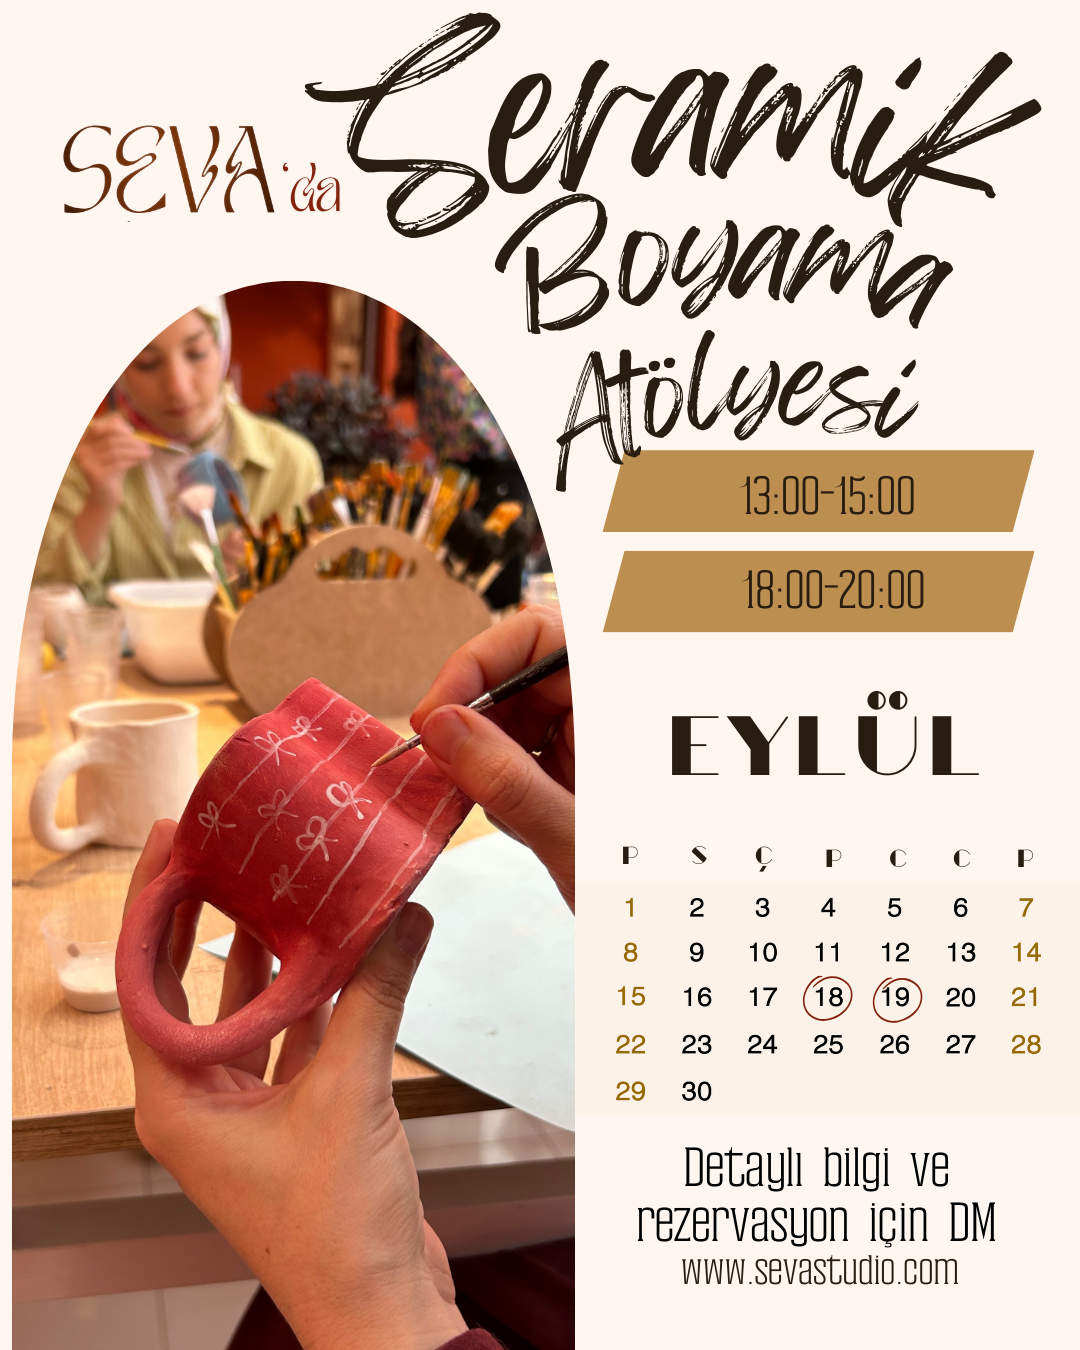 SEVA'da
Seramik
Boyama
Atölyesi
13:00-15:00
18:00-20:00
EYLÜL
P S Ç P C C P
1 2 3 4 5 6 7
8 9 10 11 12 13 14
15 16 17 18 19 20 21
22 23 24 25 26 27 28
29 30
Detaylı bilgi ve
rezervasyon için DM
www.sevastudio.com